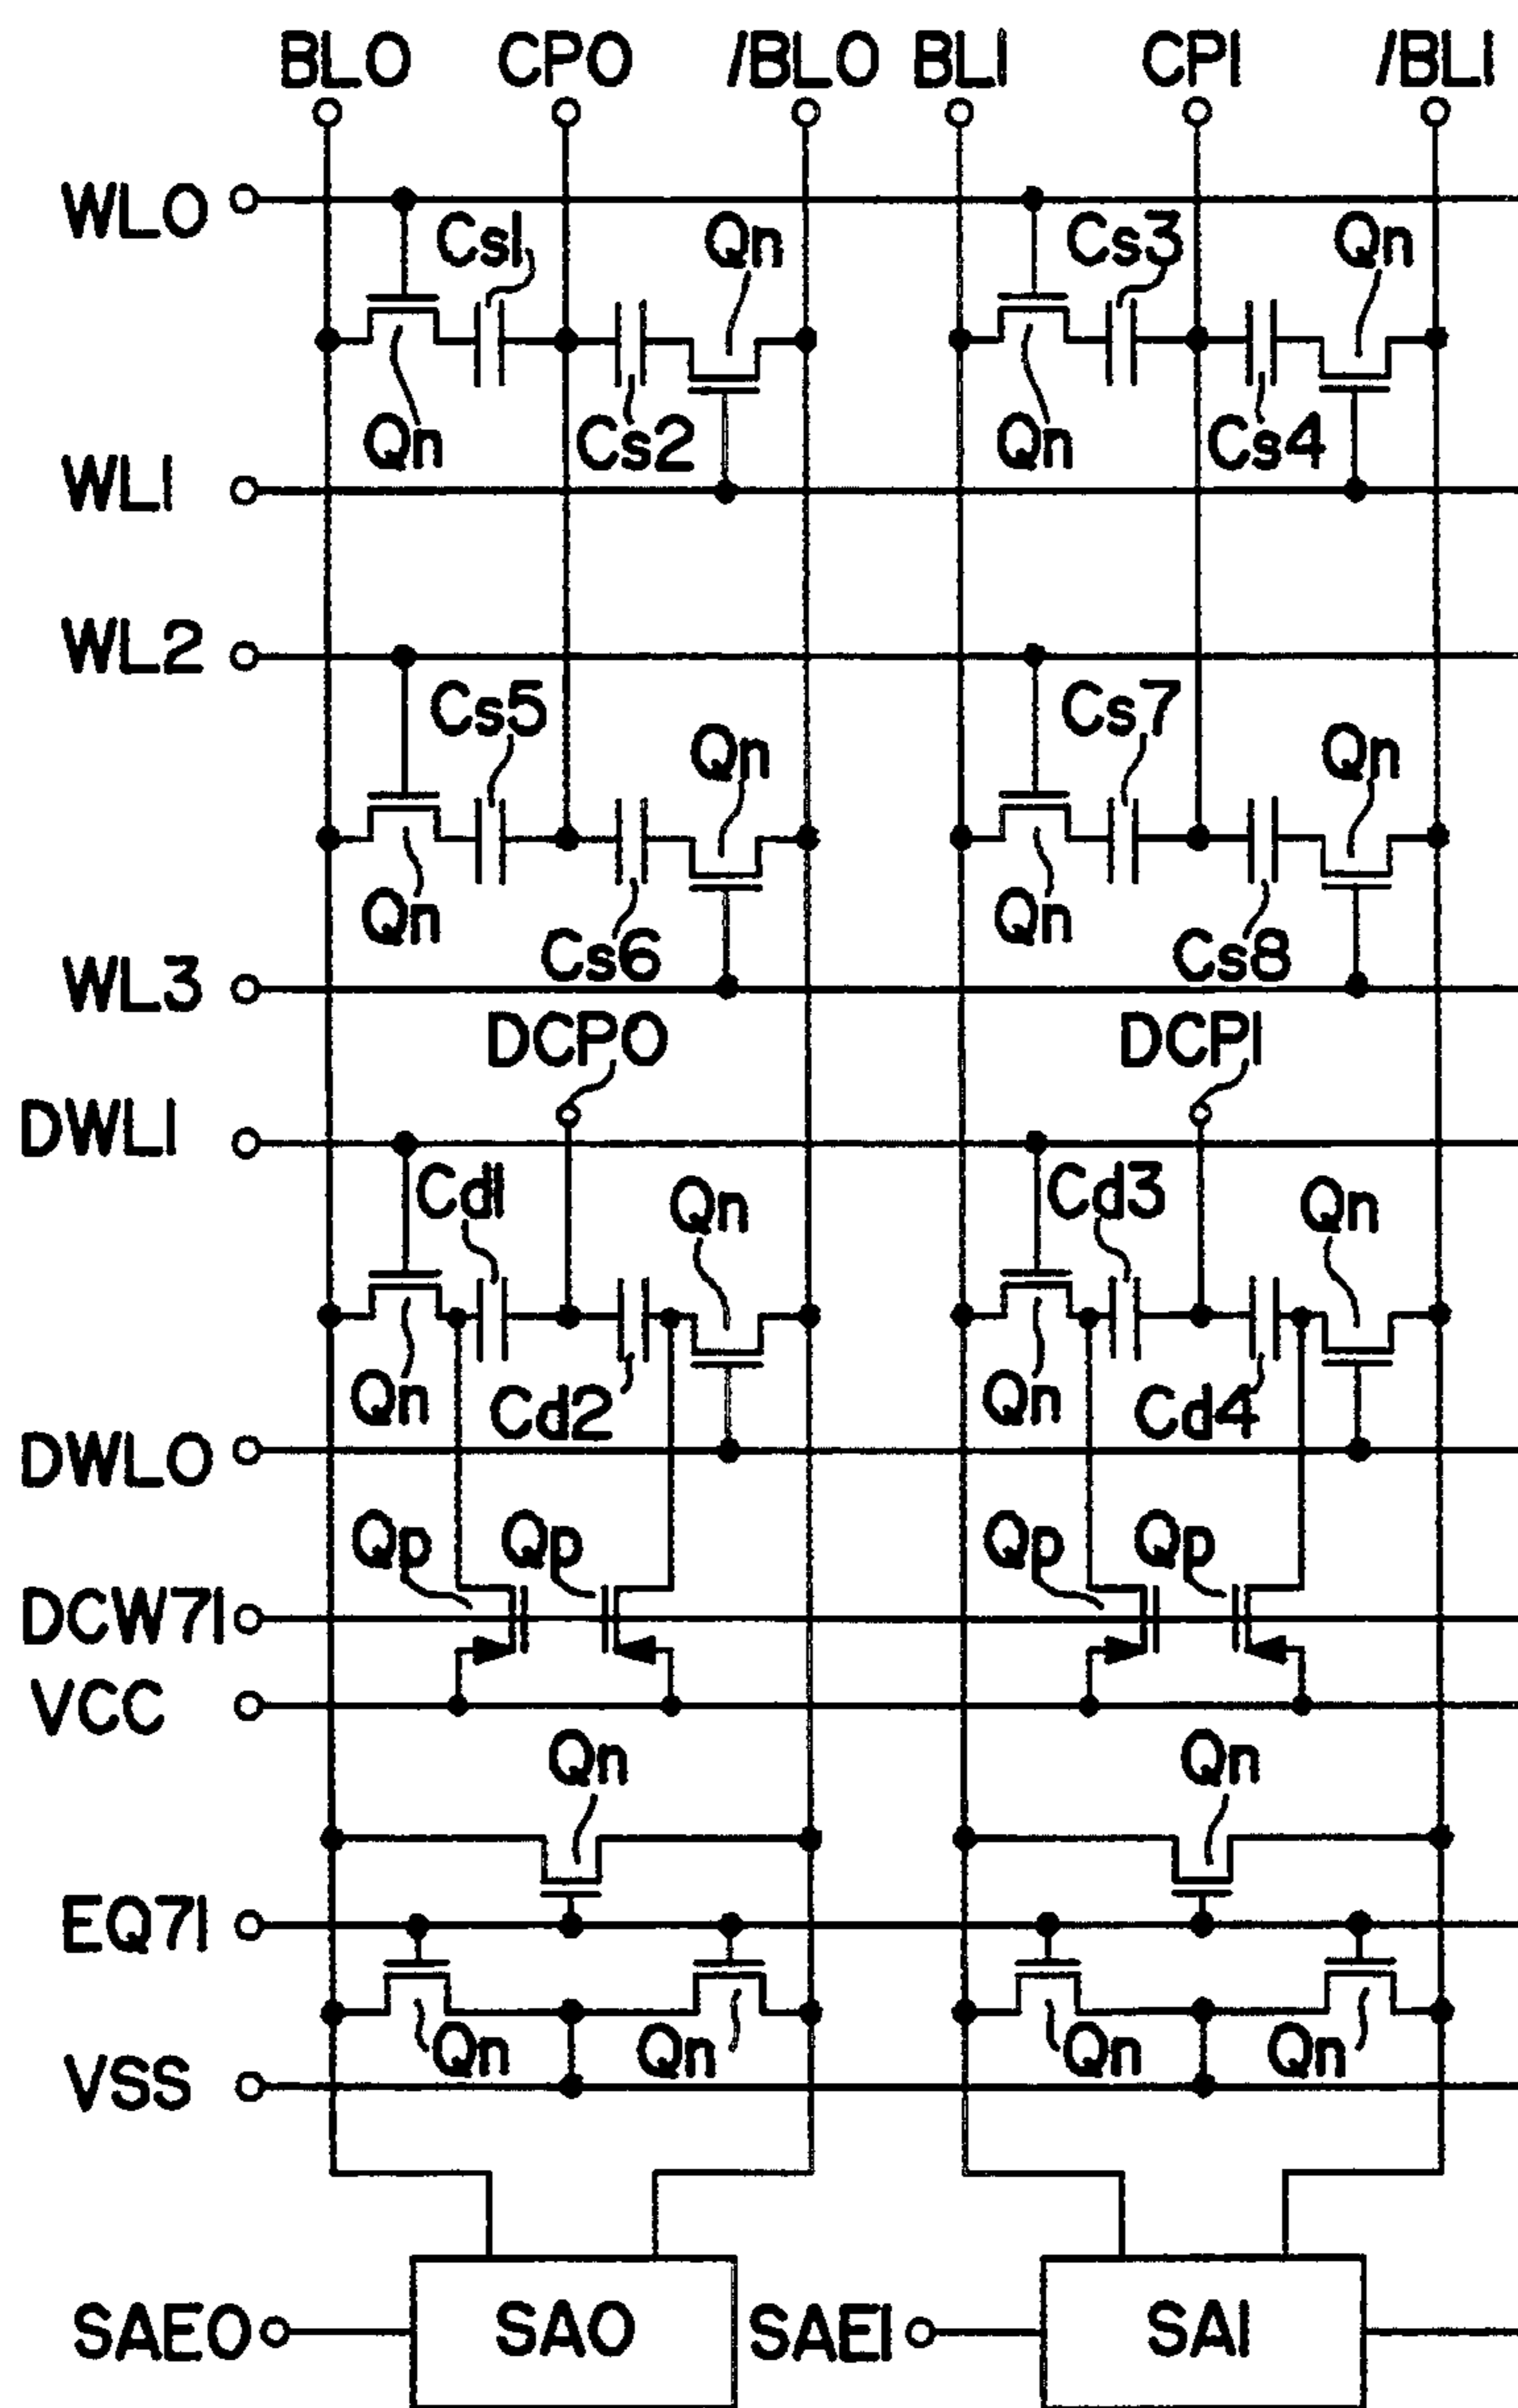 BL0 CP0 /BL0 BL1 CP1 /BL1
WL0
Cs1 Qn Cs3 Qn
Qn Cs2 Qn Cs4
WL1
WL2
Cs5 Qn Cs7 Qn
Qn Cs6 Qn Cs8
WL3
DCP0 DCP1
DWL1
Cd1 Qn Cd3 Qn
Qn Cd2 Qn Cd4
DWL0
Qp Qp Qp Qp
DCW71
VCC
Qn Qn
EQ71
Qn Qn Qn Qn
VSS
SAE0 SA0 SAE1 SA1